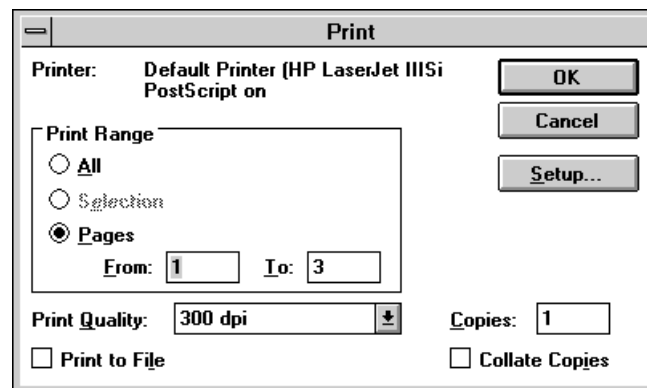 Print
Printer: Default Printer (HP LaserJet IIISi
PostScript on
OK
Cancel
Setup...
Print Range
All
Selection
Pages
From: 1 To: 3
Print Quality: 300 dpi Copies: 1
Print to File Collate Copies